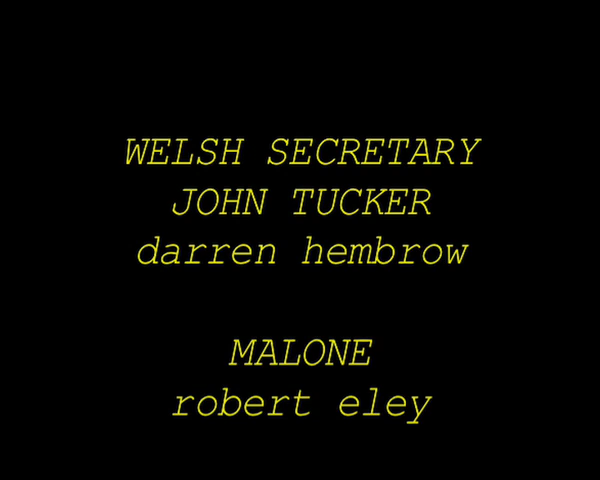 WELSH SECRETARY
JOHN TUCKER
darren hembrow
MALONE
robert eley